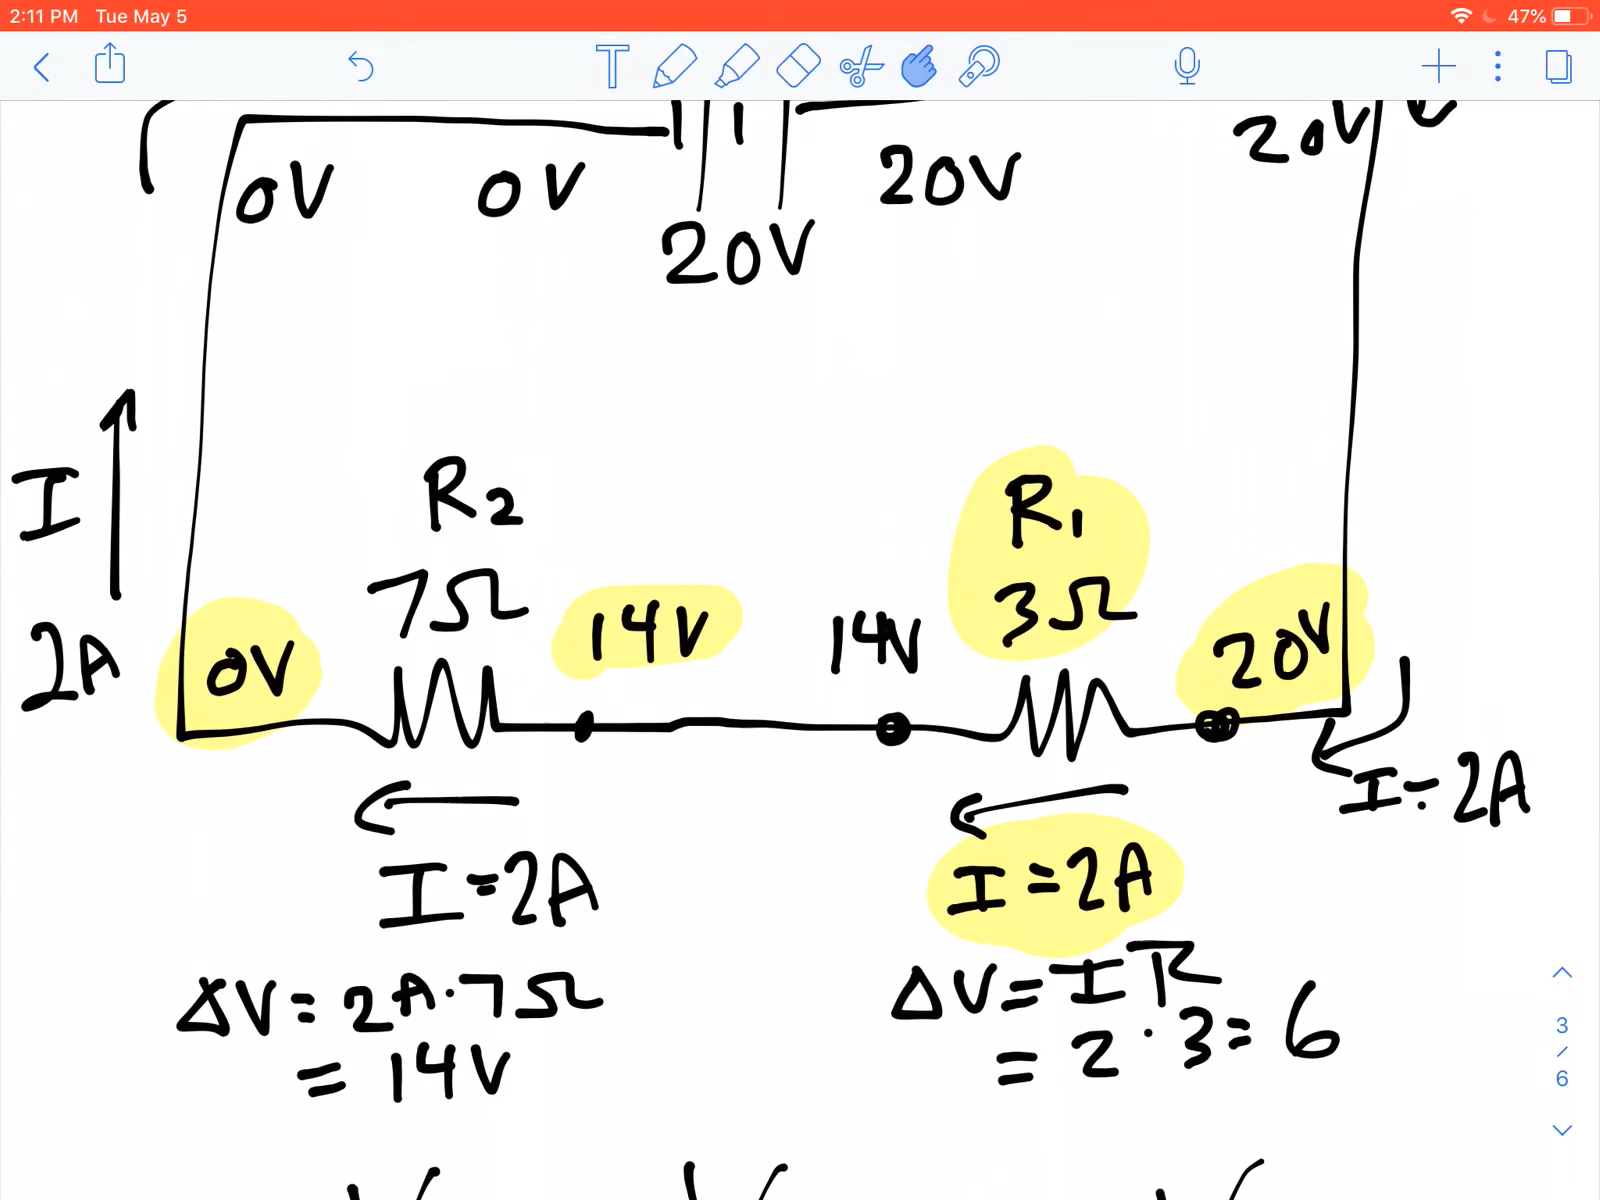 2:11 PM Tue May 5 47%
T
20V
0V 0V 20V
20V
I
2A
R2
7Ω
R1
3Ω
0V 14V 14V 20V
I = 2A
I = 2A I = 2A
ΔV = 2A · 7Ω
= 14V
ΔV = IR
= 2 · 3 = 6
3
/
6